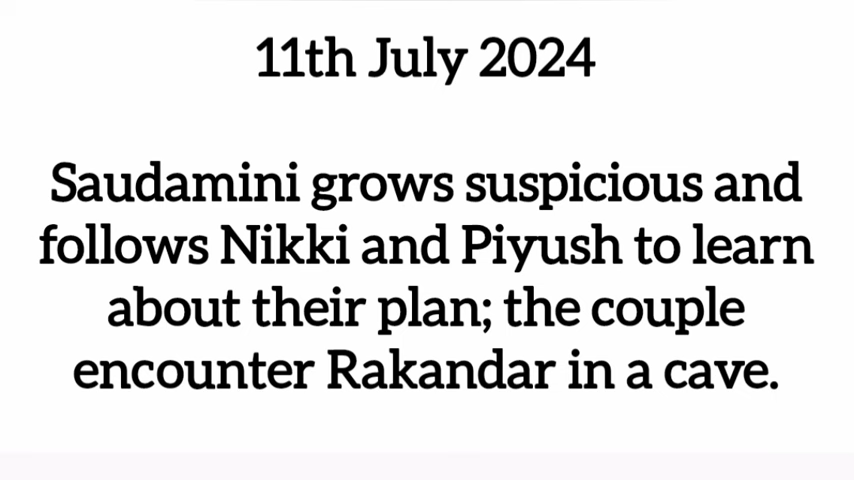 11th July 2024
Saudamini grows suspicious and
follows Nikki and Piyush to learn
about their plan; the couple
encounter Rakandar in a cave.